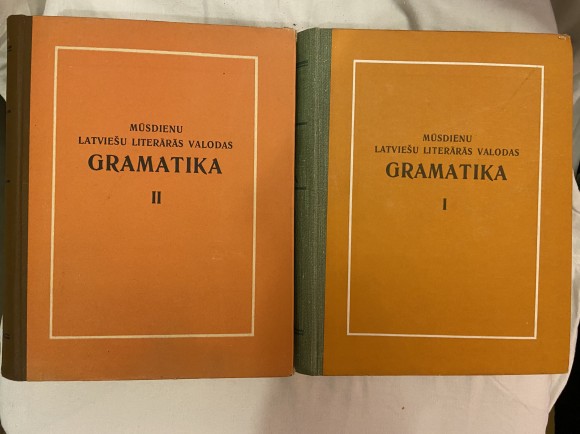 MŪSDIENU
LATVIEŠU LITERĀRĀS VALODAS
GRAMATIKA
II
MŪSDIENU
LATVIEŠU LITERĀRĀS VALODAS
GRAMATIKA
I